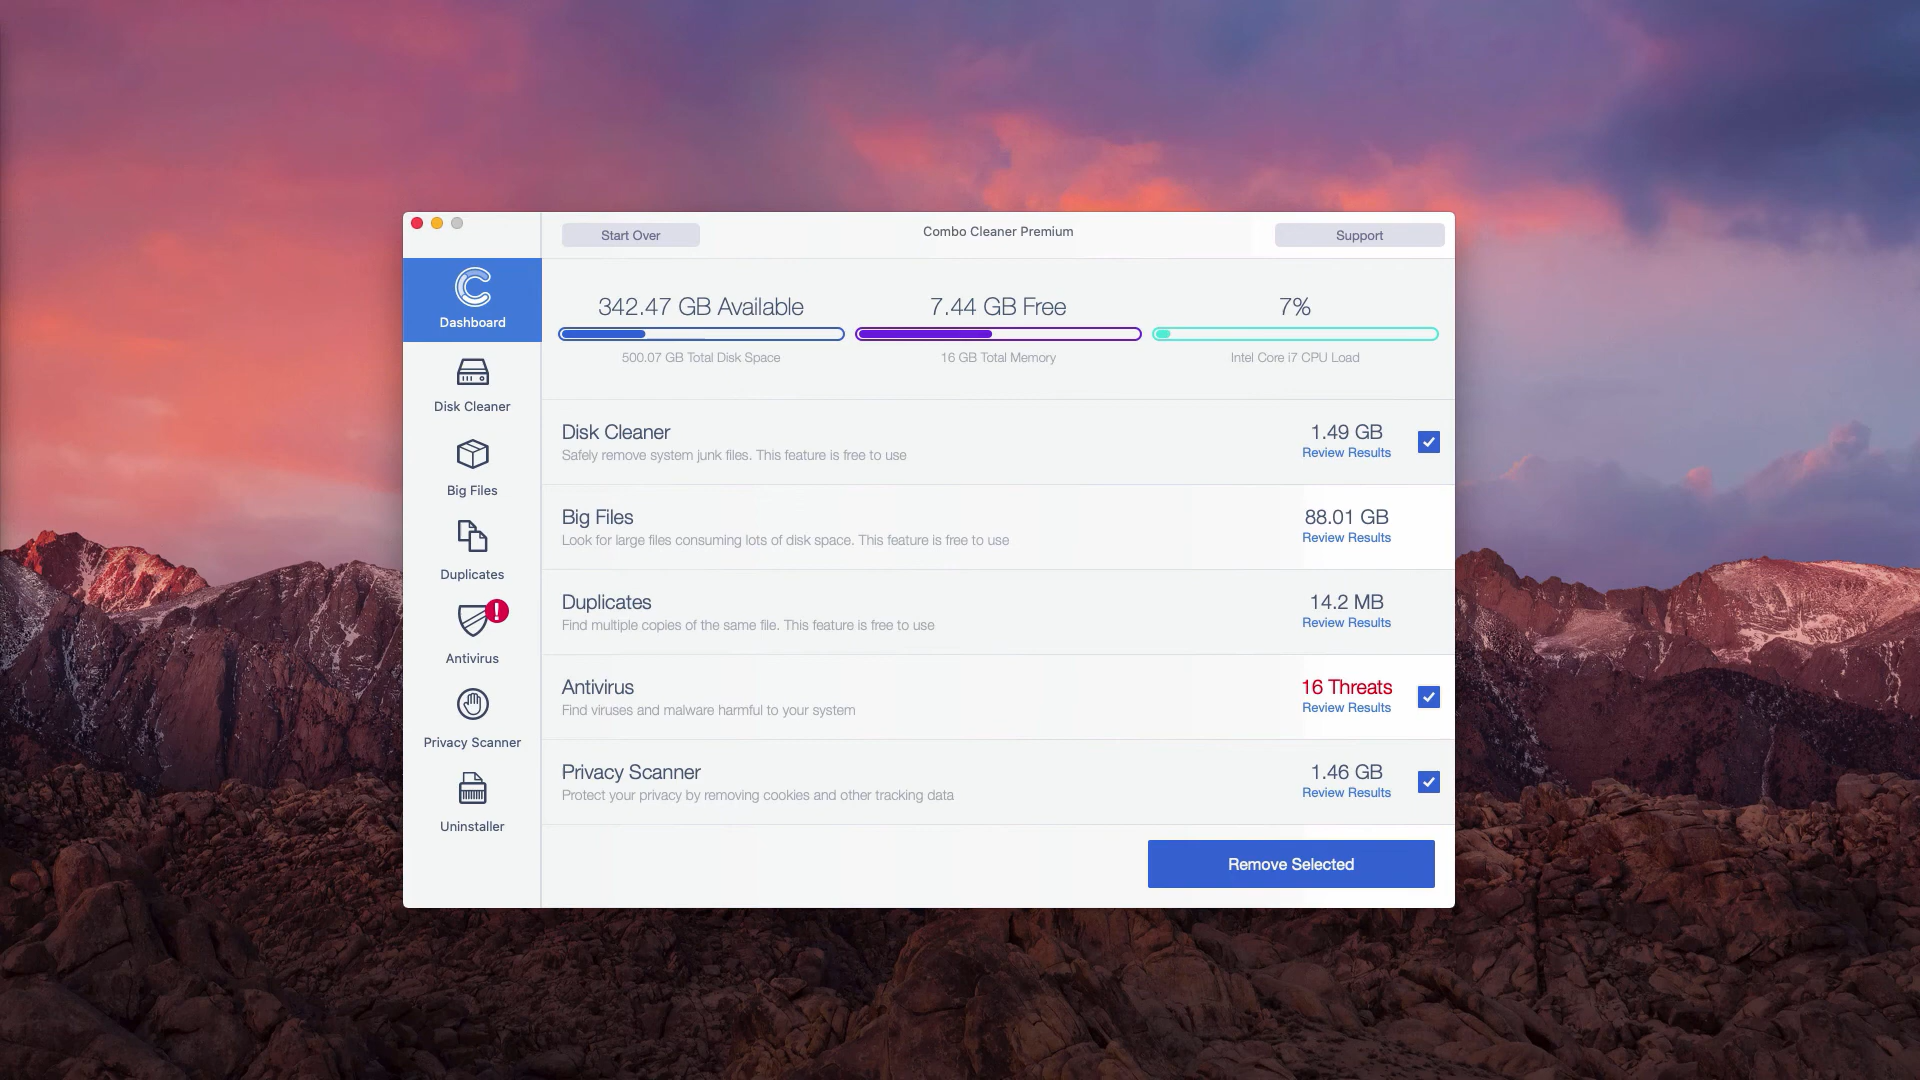 Start Over
Combo Cleaner Premium
Support
Dashboard
Disk Cleaner
Big Files
Duplicates
Antivirus
Privacy Scanner
Uninstaller
342.47 GB Available
500.07 GB Total Disk Space
7.44 GB Free
16 GB Total Memory
7%
Intel Core i7 CPU Load
Disk Cleaner
Safely remove system junk files. This feature is free to use
1.49 GB
Review Results
Big Files
Look for large files consuming lots of disk space. This feature is free to use
88.01 GB
Review Results
Duplicates
Find multiple copies of the same file. This feature is free to use
14.2 MB
Review Results
Antivirus
Find viruses and malware harmful to your system
16 Threats
Review Results
Privacy Scanner
Protect your privacy by removing cookies and other tracking data
1.46 GB
Review Results
Remove Selected